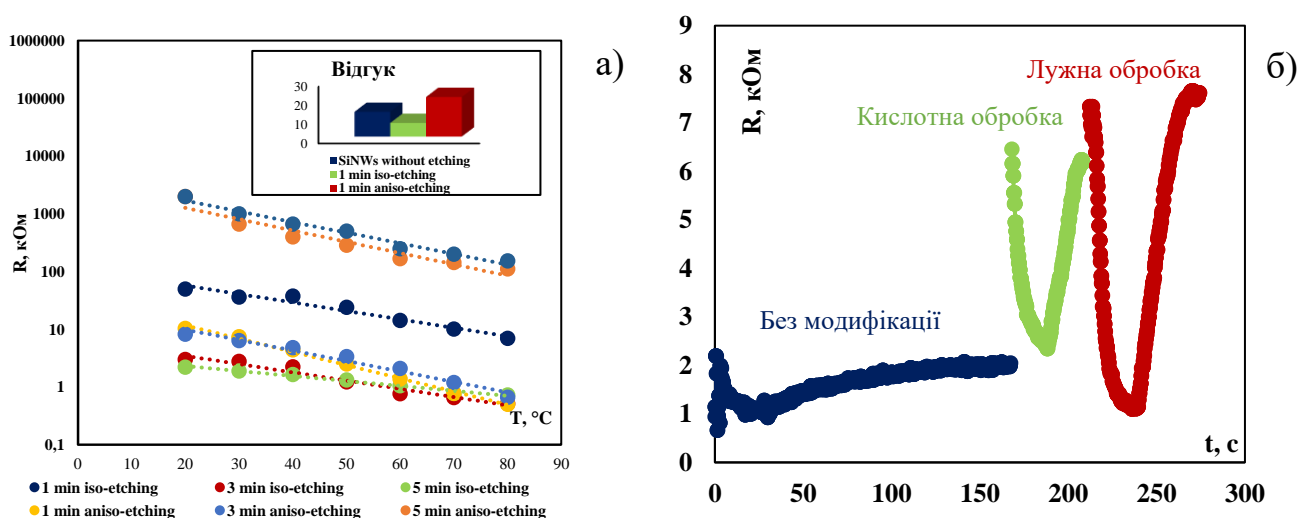 а)
1000000
100000
10000
1000
100
10
1
0,1
R, кОм
Відгук
30
20
10
0
SiNWs without etching
1 min iso-etching
1 min aniso-etching
T, °C
0 10 20 30 40 50 60 70 80 90
1 min iso-etching 3 min iso-etching 5 min iso-etching
1 min aniso-etching 3 min aniso-etching 5 min aniso-etching
б)
9
8
7
6
5
4
3
2
1
0
R, кОм
Лужна обробка
Кислотна обробка
Без модифікації
t, с
0 50 100 150 200 250 300